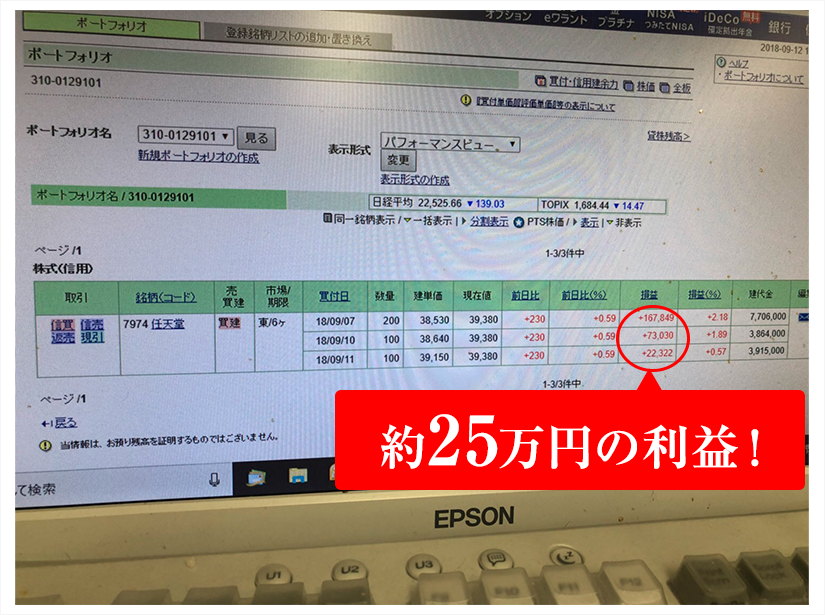 ポートフォリオ
登録銘柄リストの追加・置き換え
オプション eワラント プラチナ NISA つみたてNISA iDeCo 無料 確定拠出年金 銀行
2018-09-12
ポートフォリオ
310-0129101
買付・信用建余力 株価 全板
ヘルプ
・ポートフォリオについて
『買付単価』『評価単価』等の表示について
ポートフォリオ名 310-0129101 ▼ 見る
新規ポートフォリオの作成
表示形式 パフォーマンスビュー ▼
変更
表示形式の作成
貸株残高>
ポートフォリオ名 / 310-0129101
日経平均 22,525.66 ▼139.03 TOPIX 1,684.44 ▼14.47
同一銘柄表示 / 一括表示 | 分割表示 PTS株価 / 表示 | 非表示
ページ /1
1-3/3件中
株式(信用)
取引 銘柄(コード) 売買建 市場/期限 買付日 数量 建単価 現在値 前日比 前日比(%) 損益 損益(%) 建代金
信買 信売 返売 現引 7974 任天堂 買建 東/6ヶ
18/09/07 200 38,530 39,380 +230 +0.59 +167,849 +2.18 7,706,000
18/09/10 100 38,640 39,380 +230 +0.59 +73,030 +1.89 3,864,000
18/09/11 100 39,150 39,380 +230 +0.59 +22,322 +0.57 3,915,000
1-3/3件中
ページ /1
戻る
当情報は、お預り残高を証明するものではございません。
約25万円の利益！
て検索
EPSON
U1 U2 U3
F10 F11 F12